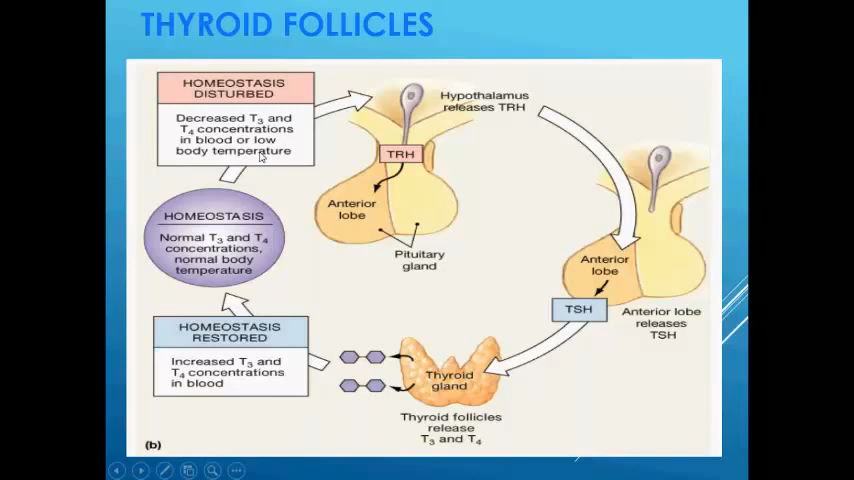 THYROID FOLLICLES
HOMEOSTASIS
DISTURBED
Decreased T3 and
T4 concentrations
in blood or low
body temperature
Hypothalamus
releases TRH
TRH
Anterior
lobe
Pituitary
gland
HOMEOSTASIS
Normal T3 and T4
concentrations,
normal body
temperature
Anterior
lobe
TSH
Anterior lobe
releases
TSH
HOMEOSTASIS
RESTORED
Increased T3 and
T4 concentrations
in blood
Thyroid
gland
Thyroid follicles
release
T3 and T4
(b)